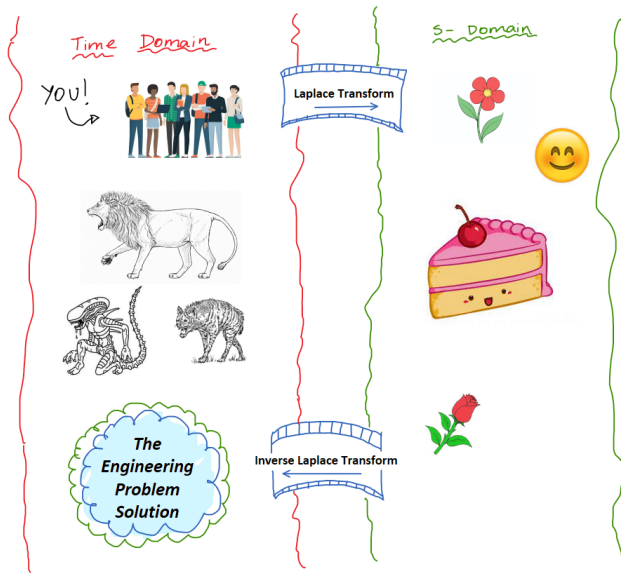 Time Domain
S- Domain
YOU!
Laplace Transform
The
Engineering
Problem
Solution
Inverse Laplace Transform